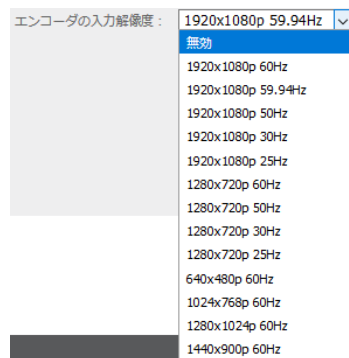 エンコーダの入力解像度： 1920x1080p 59.94Hz
無効
1920x1080p 60Hz
1920x1080p 59.94Hz
1920x1080p 50Hz
1920x1080p 30Hz
1920x1080p 25Hz
1280x720p 60Hz
1280x720p 50Hz
1280x720p 30Hz
1280x720p 25Hz
640x480p 60Hz
1024x768p 60Hz
1280x1024p 60Hz
1440x900p 60Hz